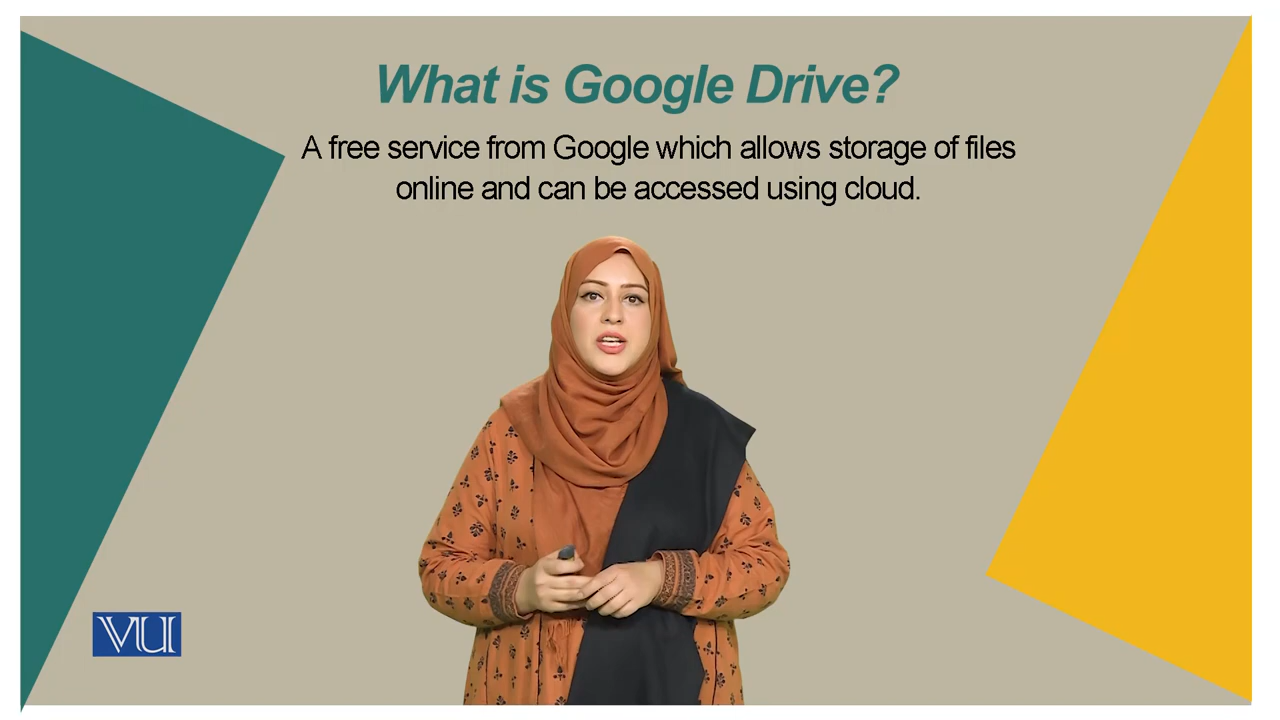 What is Google Drive?
A free service from Google which allows storage of files
online and can be accessed using cloud.
VU